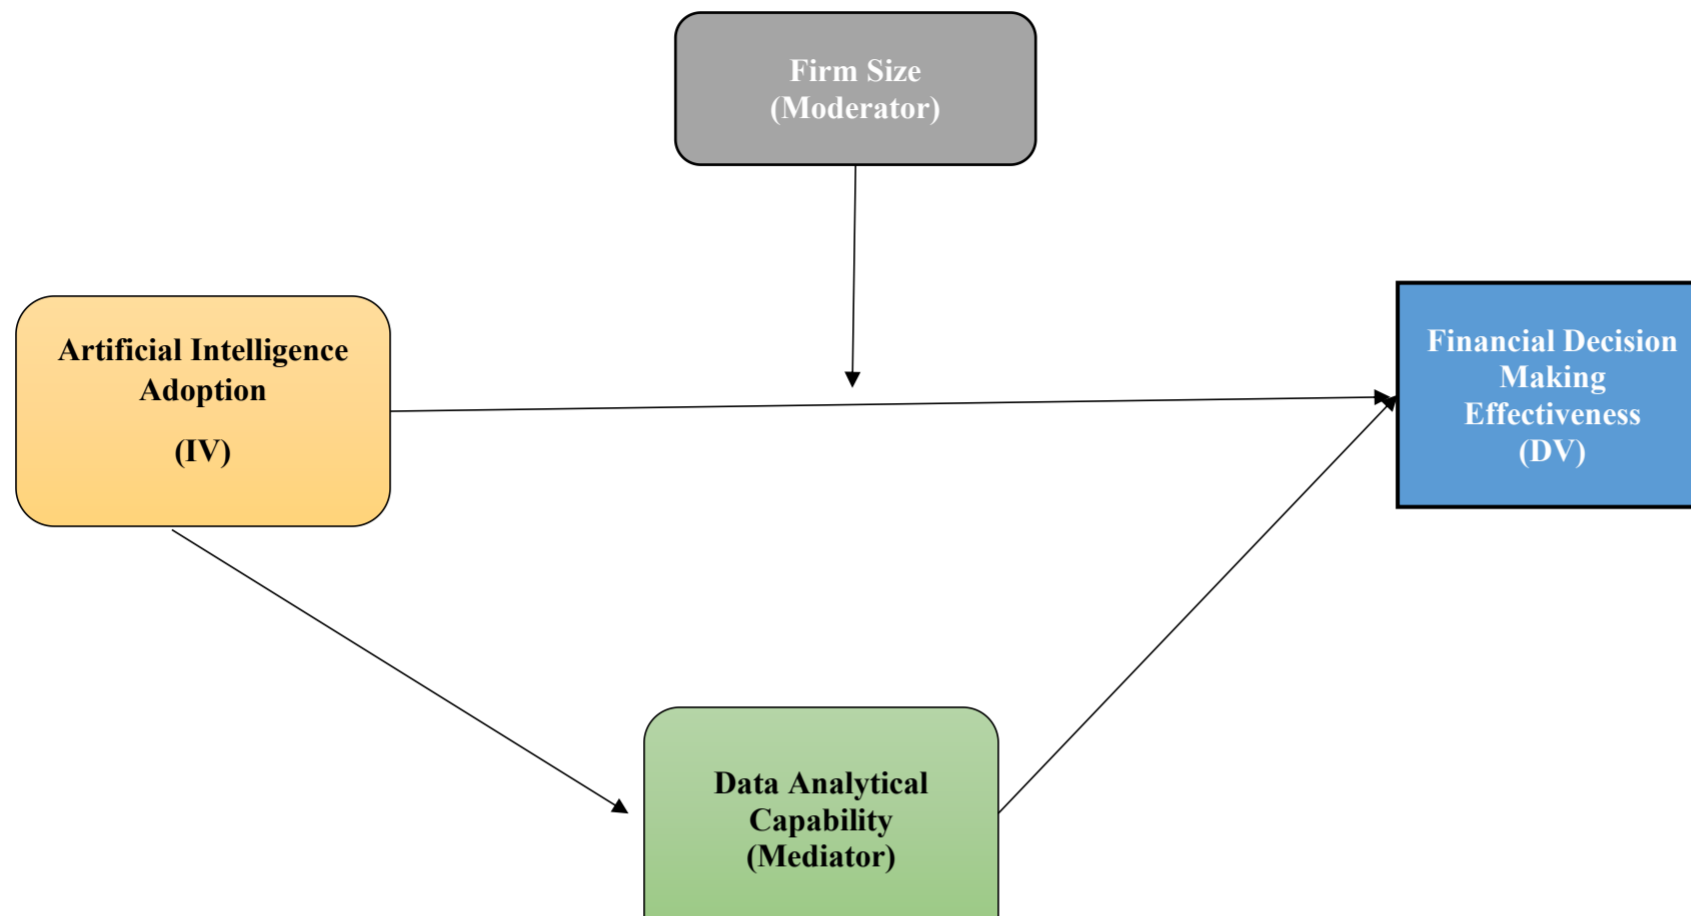 Firm Size
(Moderator)
Artificial Intelligence
Adoption
(IV)
Financial Decision
Making
Effectiveness
(DV)
Data Analytical
Capability
(Mediator)